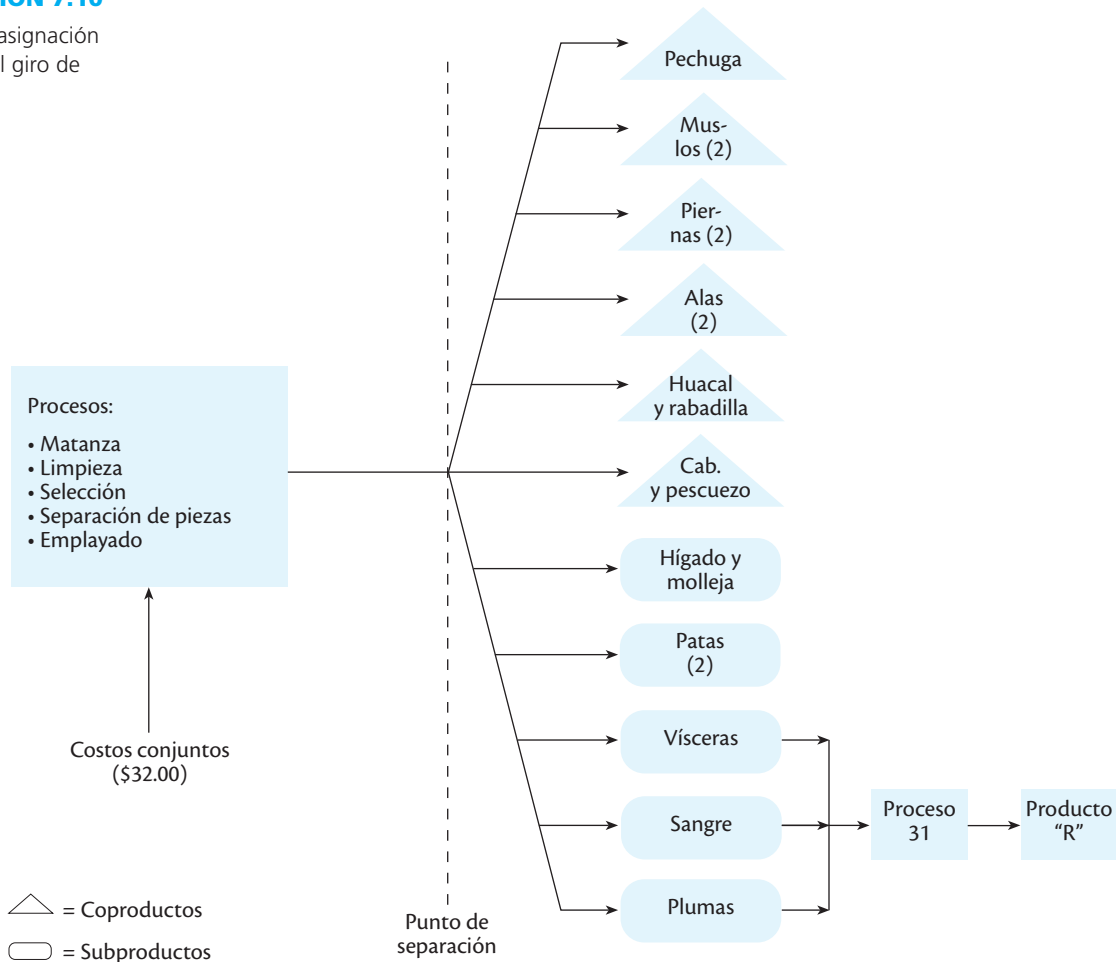 asignación
l giro de
Pechuga
Mus-
los (2)
Pier-
nas (2)
Alas
(2)
Huacal
y rabadilla
Cab.
y pescuezo
Hígado y
molleja
Patas
(2)
Vísceras
Sangre
Plumas
Procesos:
• Matanza
• Limpieza
• Selección
• Separación de piezas
• Emplayado
Costos conjuntos
($32.00)
Proceso
31
Producto
“R”
Punto de
separación
= Coproductos
= Subproductos